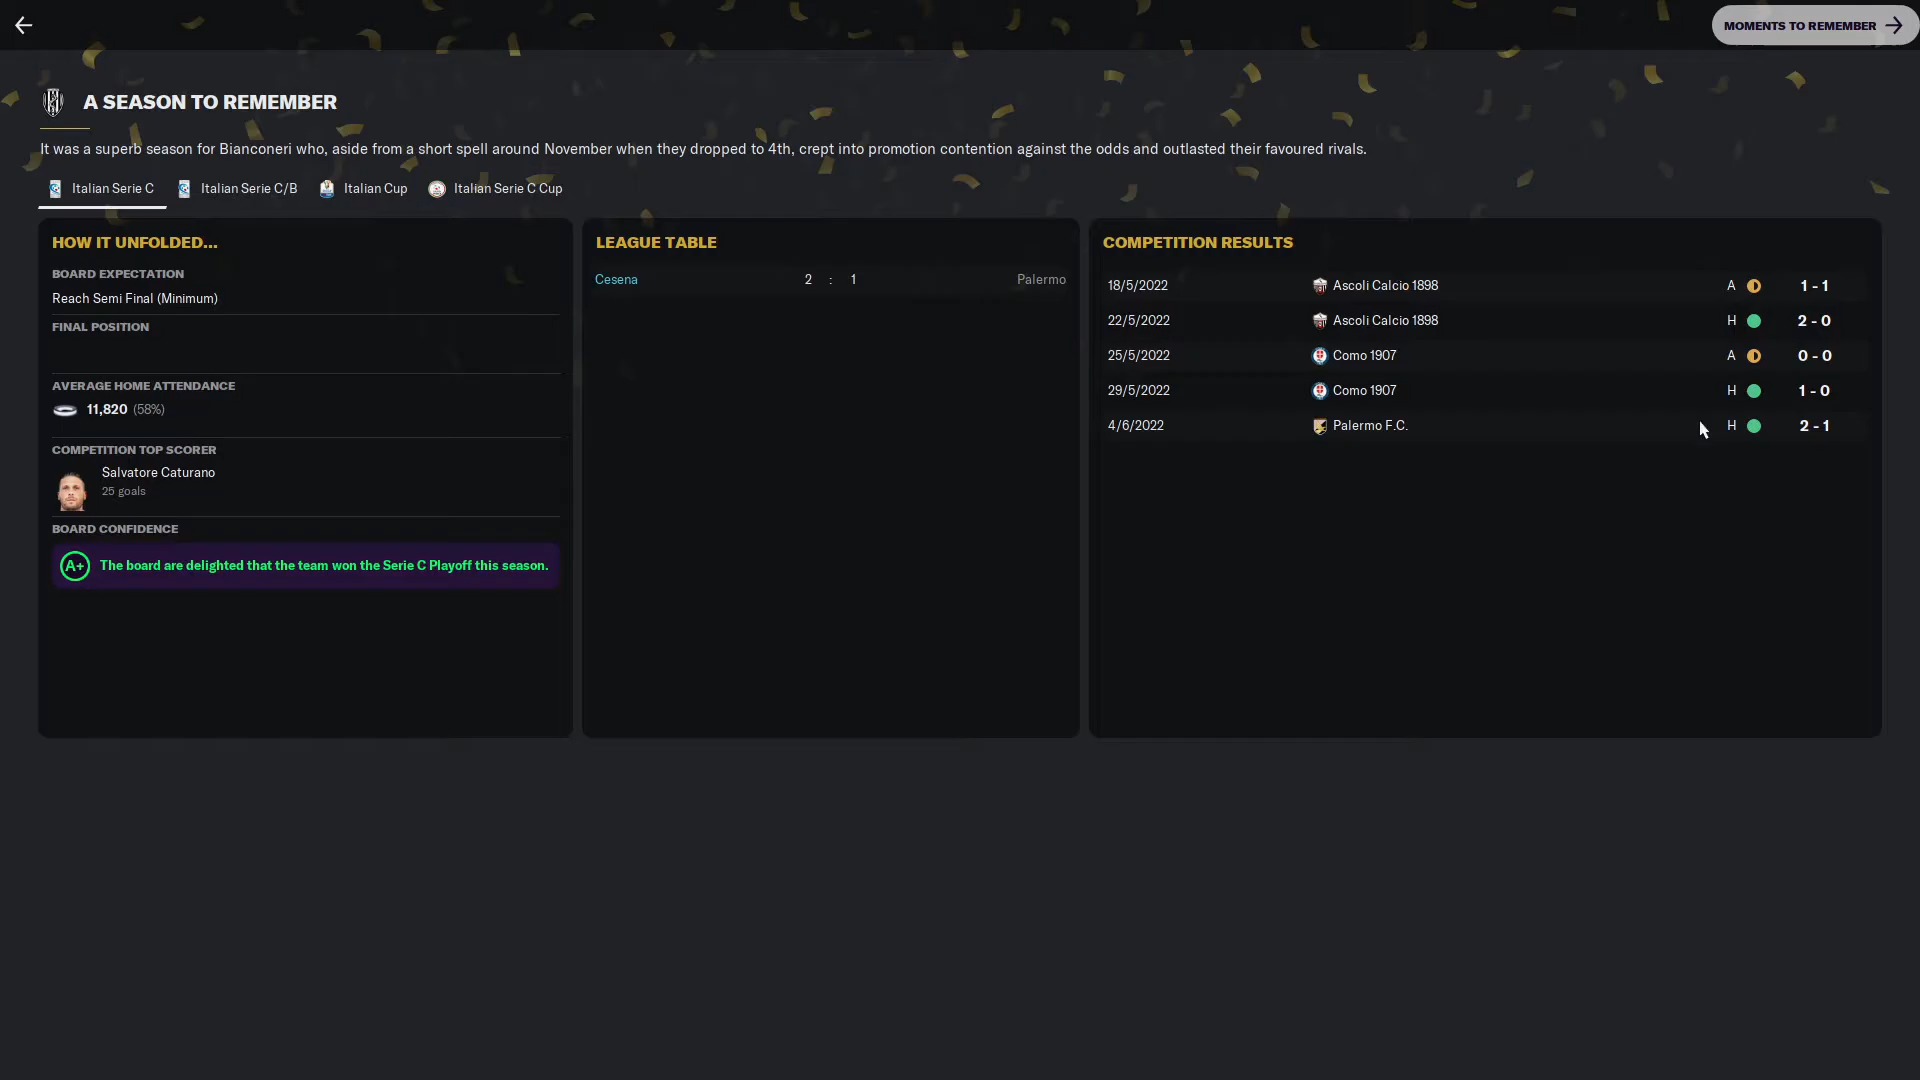 MOMENTS TO REMEMBER
A SEASON TO REMEMBER
It was a superb season for Bianconeri who, aside from a short spell around November when they dropped to 4th, crept into promotion contention against the odds and outlasted their favoured rivals.
Italian Serie C Italian Serie C/B Italian Cup Italian Serie C Cup
HOW IT UNFOLDED...
BOARD EXPECTATION
Reach Semi Final (Minimum)
FINAL POSITION
AVERAGE HOME ATTENDANCE
11,820 (58%)
COMPETITION TOP SCORER
Salvatore Caturano
25 goals
BOARD CONFIDENCE
A+ The board are delighted that the team won the Serie C Playoff this season.
LEAGUE TABLE
Cesena 2 : 1 Palermo
COMPETITION RESULTS
18/5/2022 Ascoli Calcio 1898 A 1 - 1
22/5/2022 Ascoli Calcio 1898 H 2 - 0
25/5/2022 Como 1907 A 0 - 0
29/5/2022 Como 1907 H 1 - 0
4/6/2022 Palermo F.C. H 2 - 1